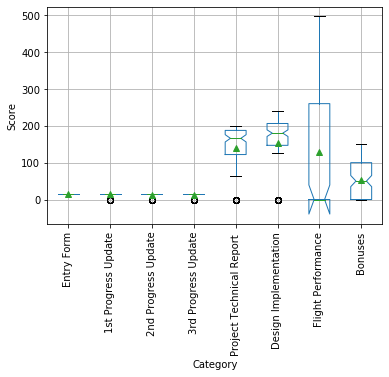 Score
500
400
300
200
100
0
Entry Form
1st Progress Update
2nd Progress Update
3rd Progress Update
Project Technical Report
Design Implementation
Flight Performance
Bonuses
Category